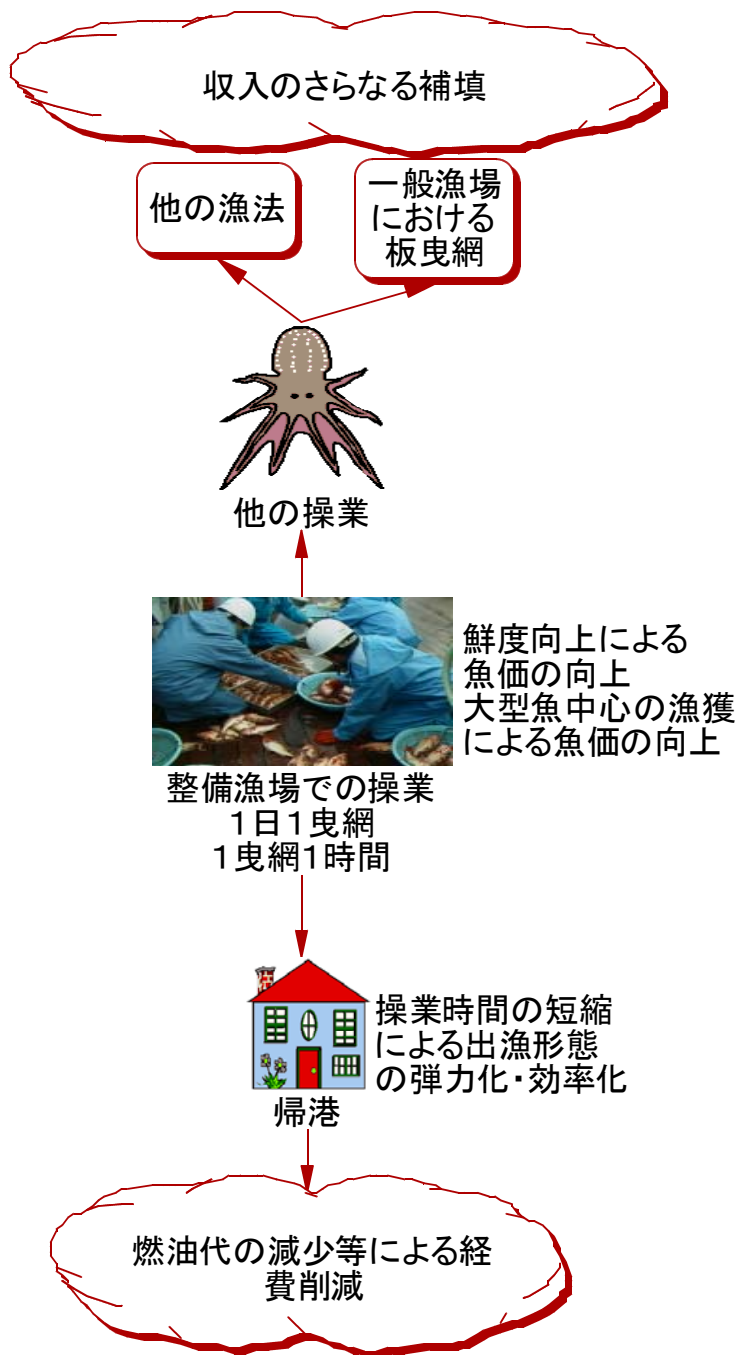 収入のさらなる補填
他の漁法
一般漁場
における
板曳網
他の操業
鮮度向上による
魚価の向上
大型魚中心の漁獲
による魚価の向上
整備漁場での操業
１日１曳網
１曳網１時間
操業時間の短縮
による出漁形態
の弾力化・効率化
帰港
燃油代の減少等による経
費削減